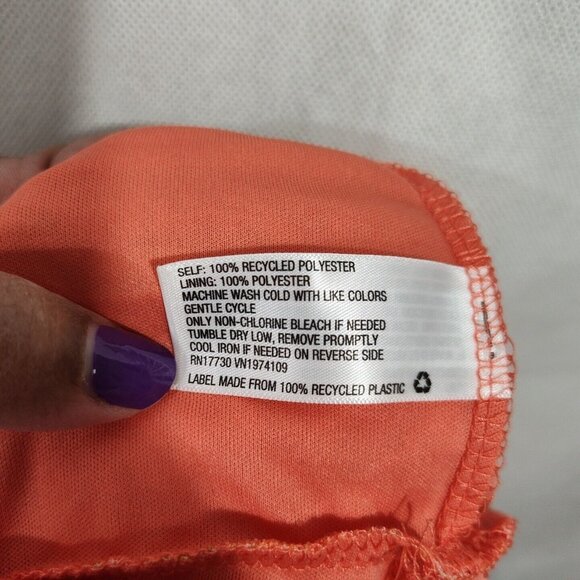 SELF: 100% RECYCLED POLYESTER
LINING: 100% POLYESTER
MACHINE WASH COLD WITH LIKE COLORS
GENTLE CYCLE
ONLY NON-CHLORINE BLEACH IF NEEDED
TUMBLE DRY LOW, REMOVE PROMPTLY
COOL IRON IF NEEDED ON REVERSE SIDE
RN17730 VN1974109
LABEL MADE FROM 100% RECYCLED PLASTIC